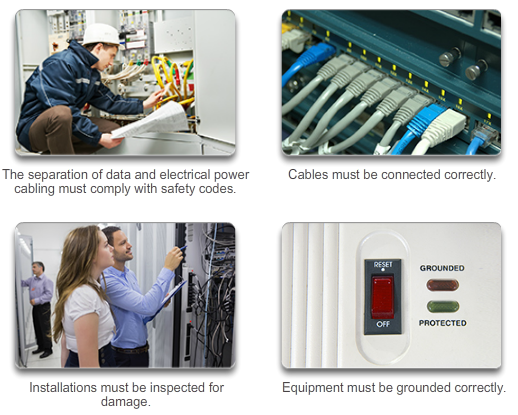 The separation of data and electrical power
cabling must comply with safety codes.
Cables must be connected correctly.
Installations must be inspected for
damage.
RESET
OFF
GROUNDED
PROTECTED
Equipment must be grounded correctly.